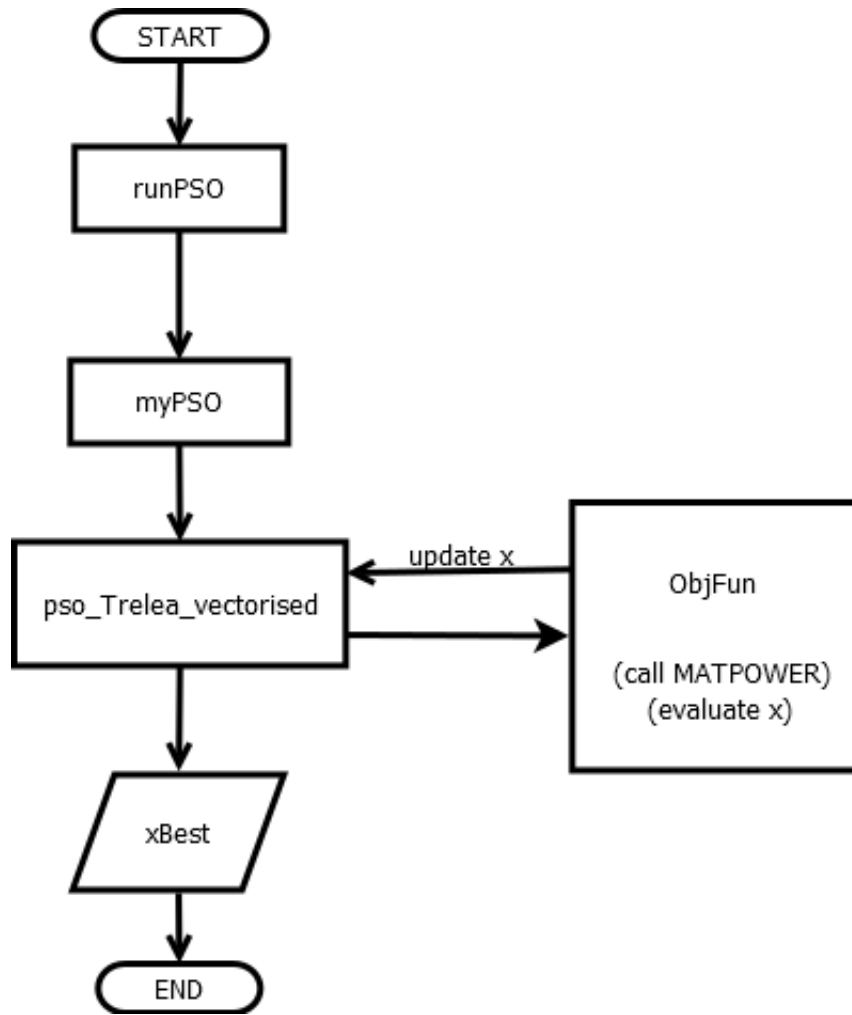 START
runPSO
myPSO
update x
pso_Trelea_vectorised
ObjFun
(call MATPOWER)
(evaluate x)
xBest
END